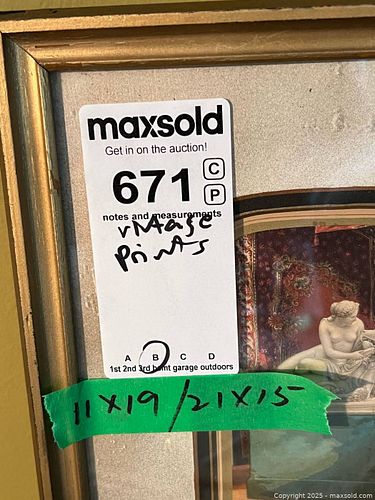 maxsold
Get in on the auction!
671 C
P
notes and measurements
vintage
prints
A B C D
1st 2nd 3rd bsmt garage outdoors
11X19/21X15
Copyright 2025 - maxsold.com